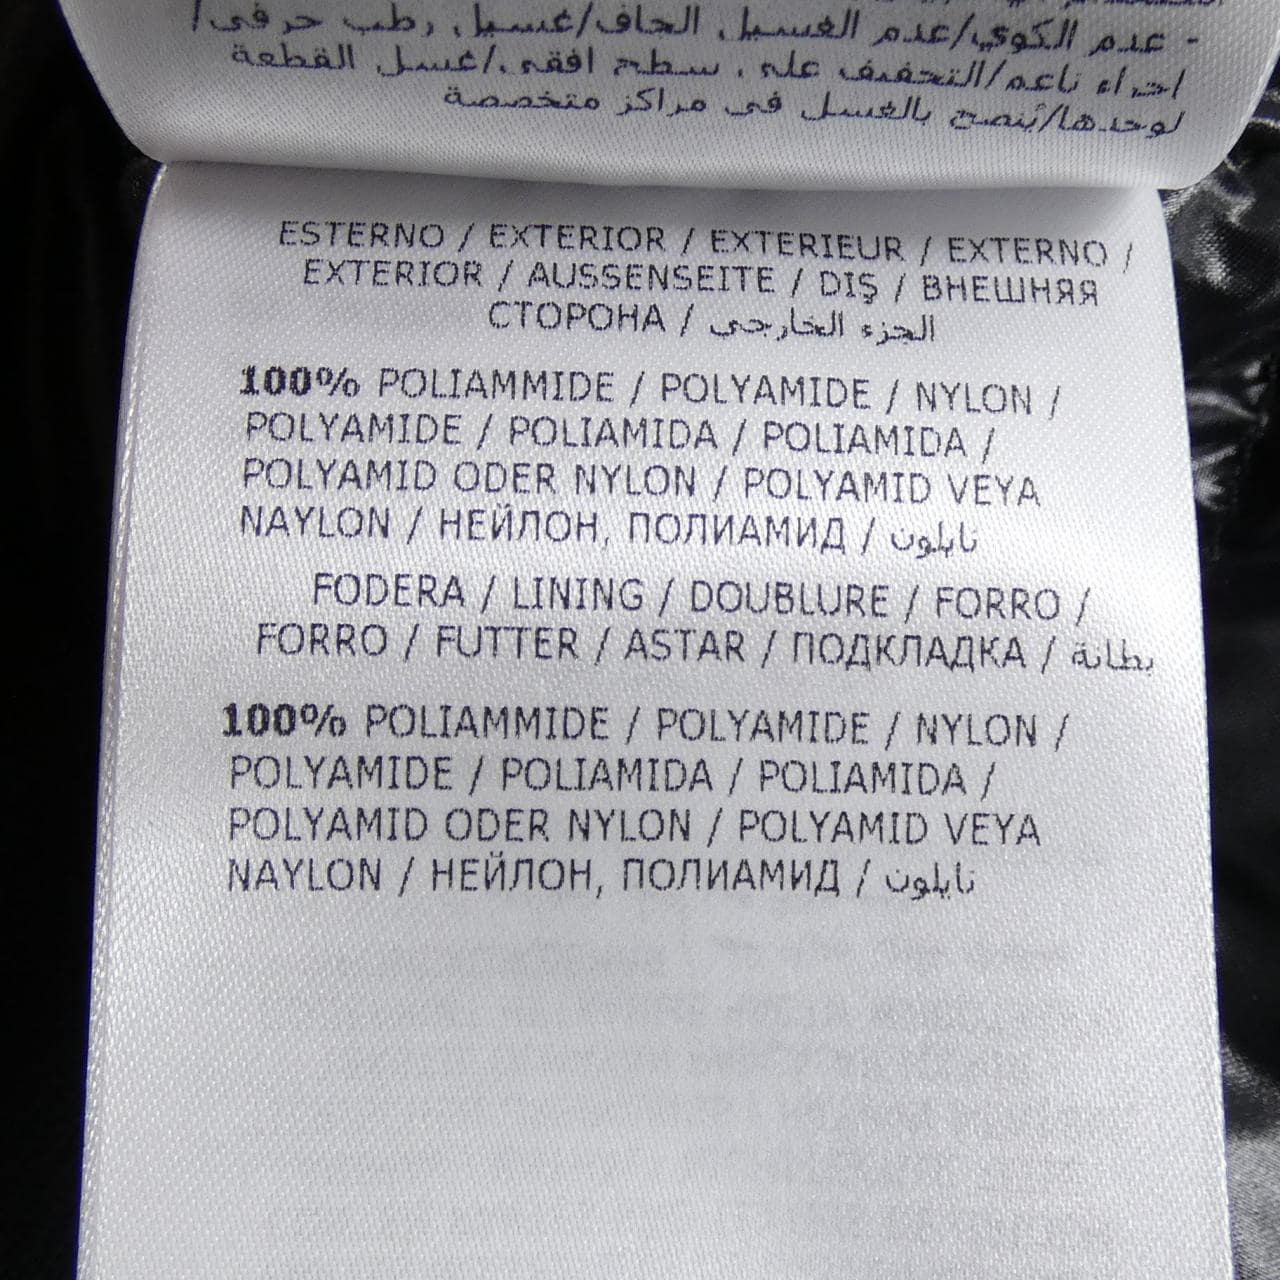 - عدم الكوي/عدم الغسيل الجاف/غسيل رطب حرفي/
اجراء ناعم/التجفيف على سطح افقي/غسل القطعة
لوحدها/يُنصح بالغسل في مراكز متخصصة
ESTERNO / EXTERIOR / EXTERIEUR / EXTERNO /
EXTERIOR / AUSSENSEITE / DIŞ / ВНЕШНЯЯ
СТОРОНА / الجزء الخارجي
100% POLIAMMIDE / POLYAMIDE / NYLON /
POLYAMIDE / POLIAMIDA / POLIAMIDA /
POLYAMID ODER NYLON / POLYAMID VEYA
NAYLON / НЕЙЛОН, ПОЛИАМИД / نايلون
FODERA / LINING / DOUBLURE / FORRO /
FORRO / FUTTER / ASTAR / ПОДКЛАДКА / بطانة
100% POLIAMMIDE / POLYAMIDE / NYLON /
POLYAMIDE / POLIAMIDA / POLIAMIDA /
POLYAMID ODER NYLON / POLYAMID VEYA
NAYLON / НЕЙЛОН, ПОЛИАМИД / نايلون